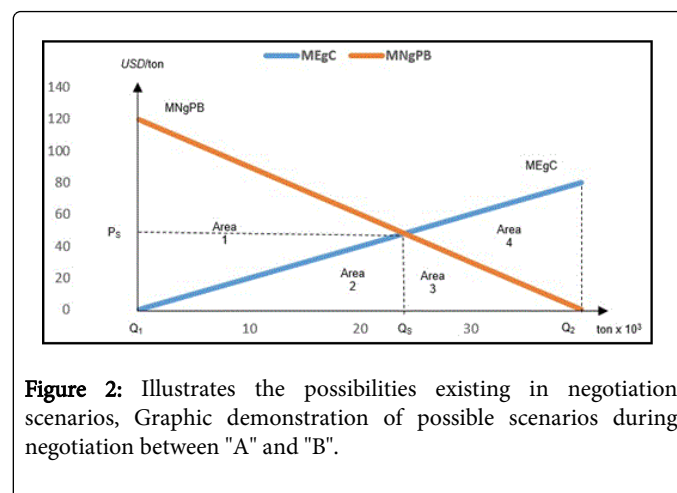 MEgC MNgPB
USD/ton
140
120
100
80
60
40
20
0
MNgPB
MEgC
Ps
Area
1
Area
2
Area
3
Area
4
Q1 10 20 Qs 30 Q2 ton x 10³
Figure 2: Illustrates the possibilities existing in negotiation
scenarios, Graphic demonstration of possible scenarios during
negotiation between "A" and "B".